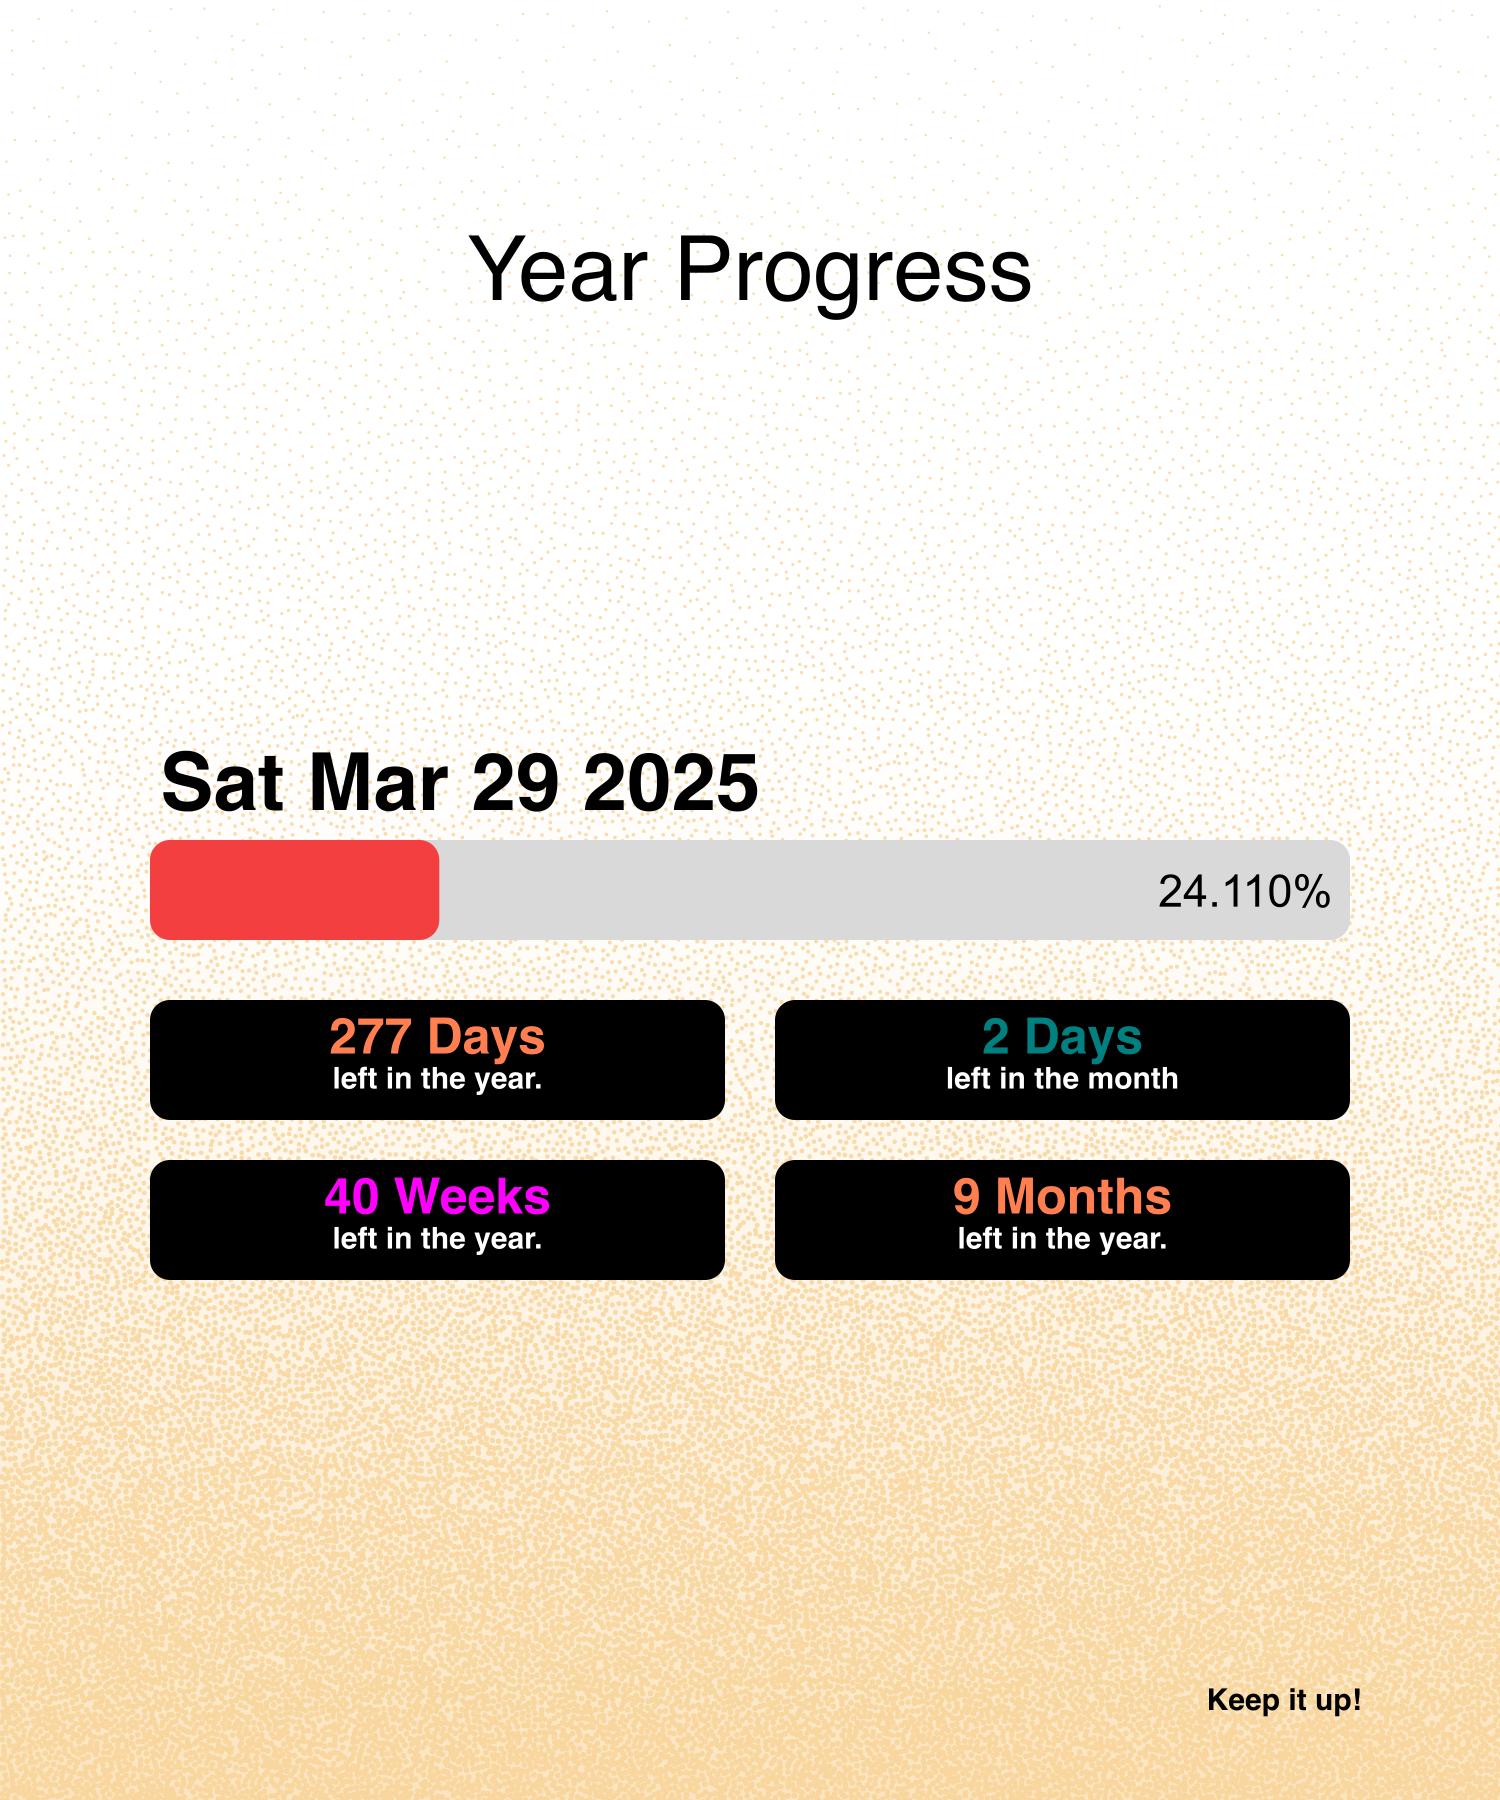 Year Progress
Sat Mar 29 2025
24.110%
277 Days
left in the year.
2 Days
left in the month
40 Weeks
left in the year.
9 Months
left in the year.
Keep it up!